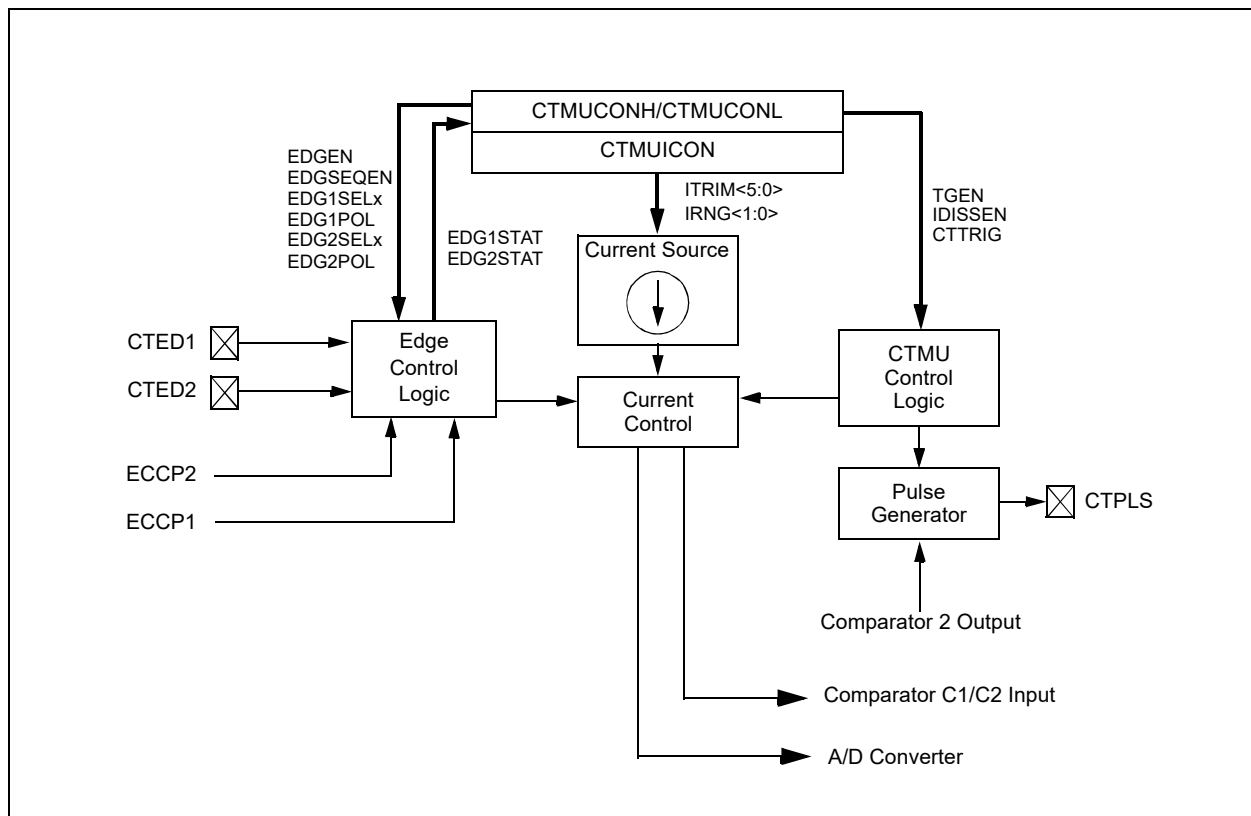 CTMUCONH/CTMUCONL
CTMUICON
EDGEN
EDGSEQEN
EDG1SELx
EDG1POL
EDG2SELx
EDG2POL
EDG1STAT
EDG2STAT
ITRIM<5:0>
IRNG<1:0>
TGEN
IDISSEN
CTTRIG
Current Source
CTED1
CTED2
Edge
Control
Logic
Current
Control
CTMU
Control
Logic
ECCP2
ECCP1
Pulse
Generator
CTPLS
Comparator 2 Output
Comparator C1/C2 Input
A/D Converter